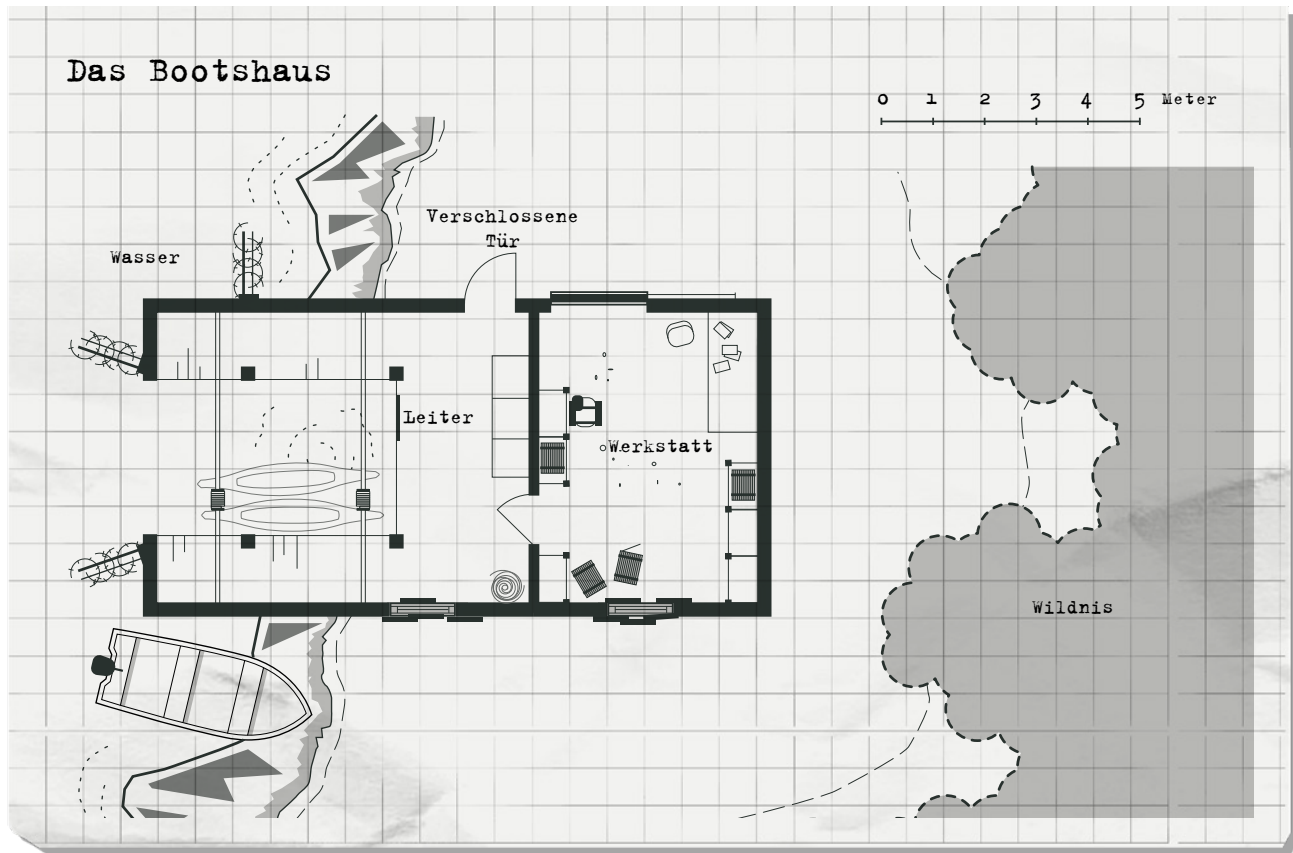 Das Bootshaus
0 1 2 3 4 5 Meter
Verschlossene
Tür
Wasser
Leiter
Werkstatt
Wildnis